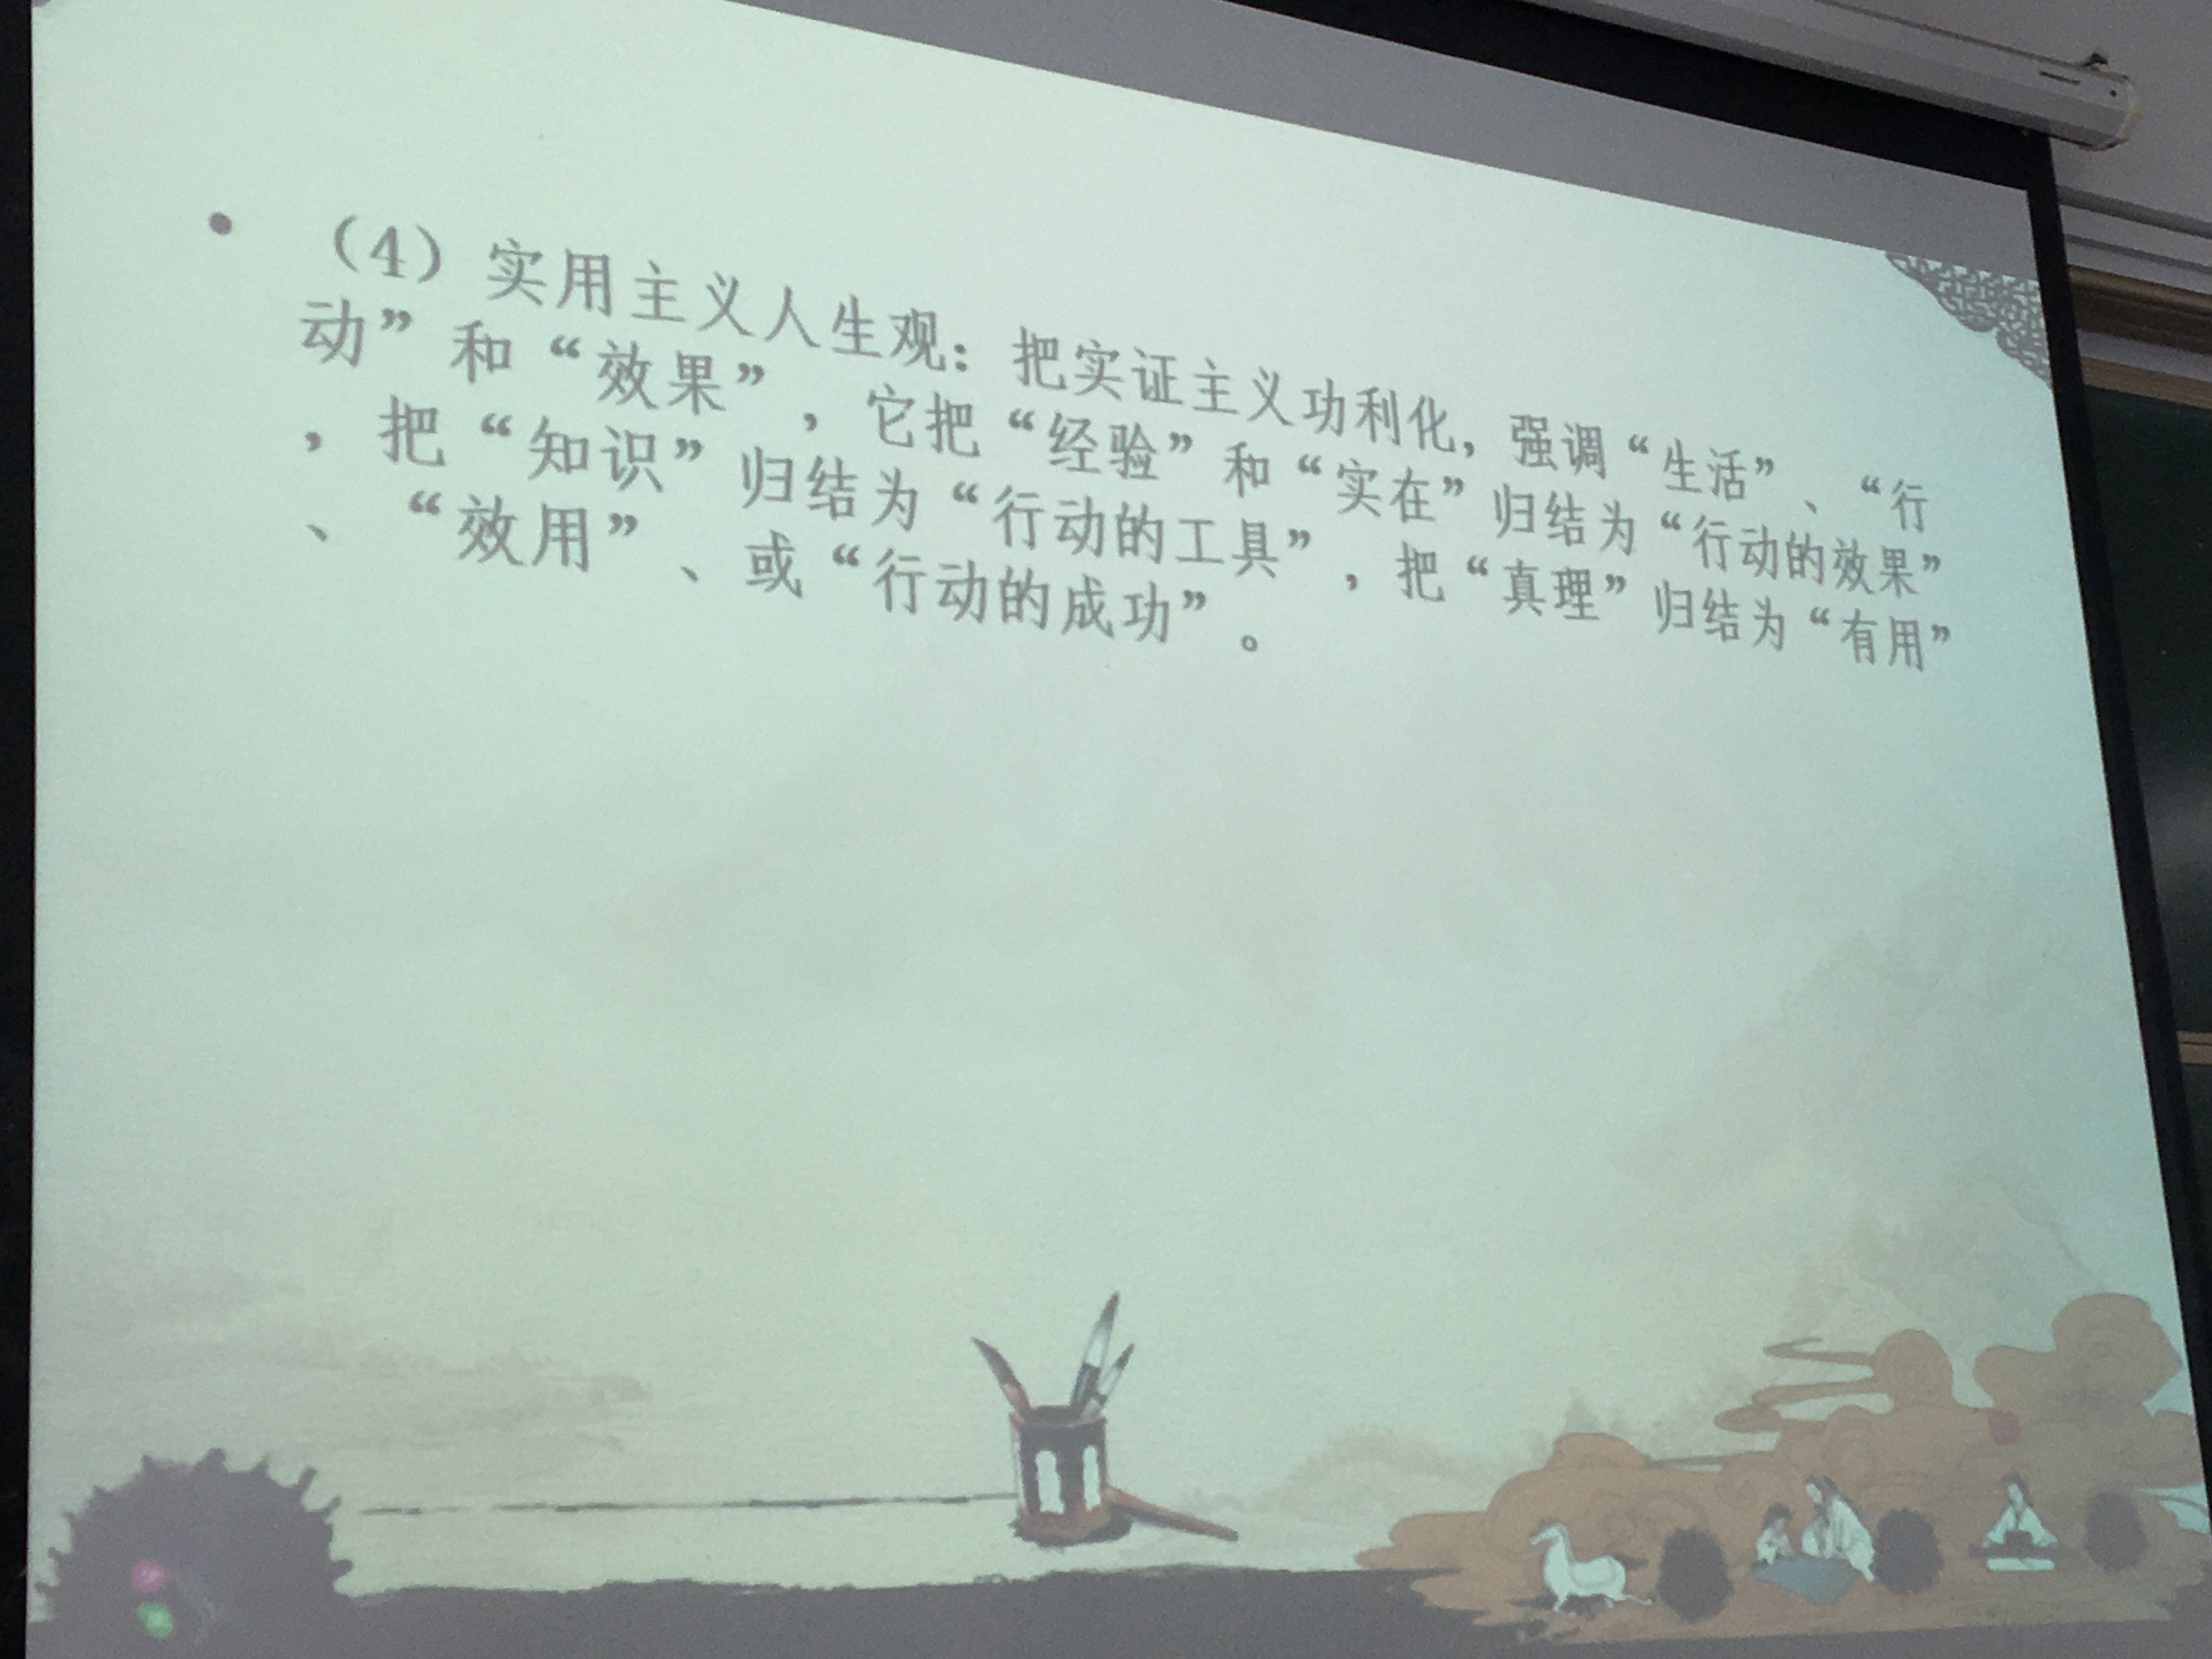 • （4）实用主义人生观：把实证主义功利化，强调“生活”、“行
动”和“效果”，它把“经验”和“实在”归结为“行动的效果”
，把“知识”归结为“行动的工具”，把“真理”归结为“有用”
、“效用”、或“行动的成功”。